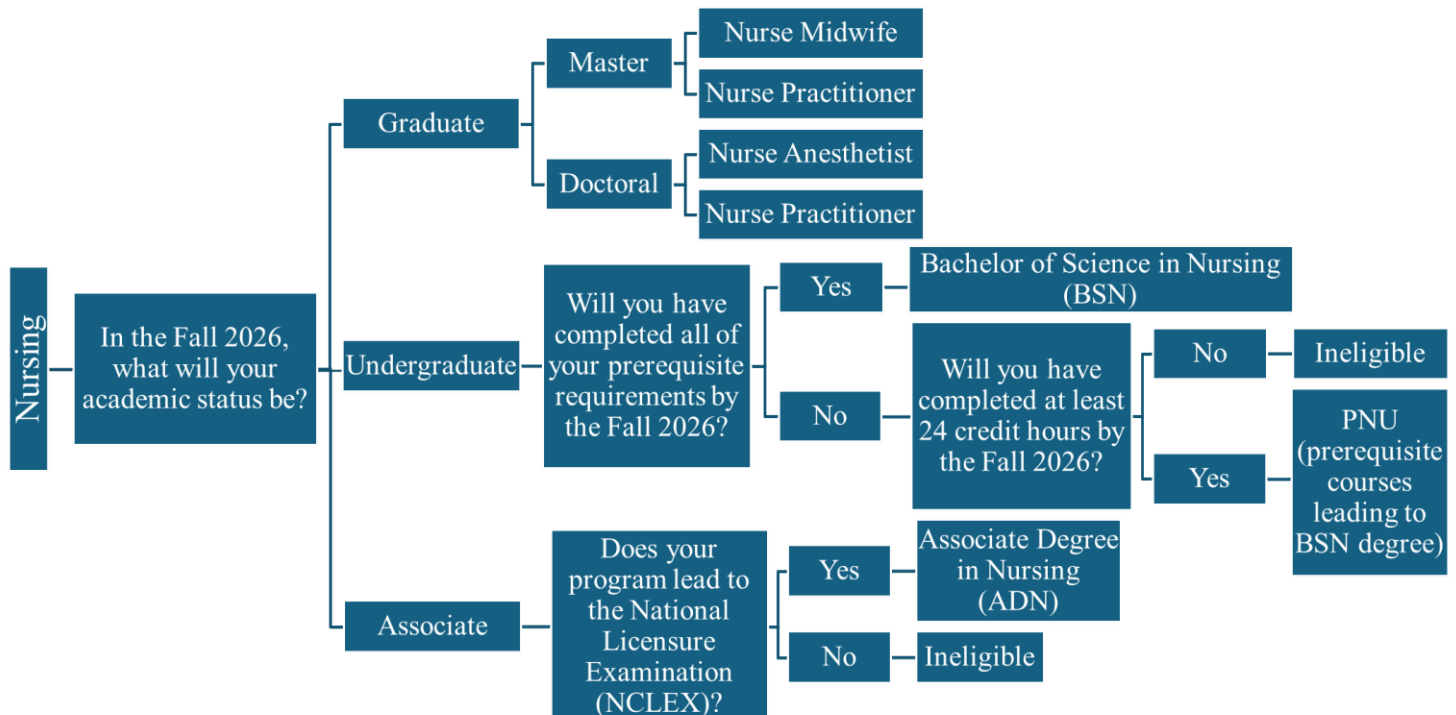 Nursing
In the Fall 2026,
what will your
academic status be?
Graduate
Master
Nurse Midwife
Nurse Practitioner
Doctoral
Nurse Anesthetist
Nurse Practitioner
Undergraduate
Will you have
completed all of
your prerequisite
requirements by
the Fall 2026?
Yes
Bachelor of Science in Nursing
(BSN)
No
Will you have
completed at least
24 credit hours by
the Fall 2026?
No
Ineligible
Yes
PNU
(prerequisite
courses
leading to
BSN degree)
Associate
Does your
program lead to
the National
Licensure
Examination
(NCLEX)?
Yes
Associate Degree
in Nursing
(ADN)
No
Ineligible